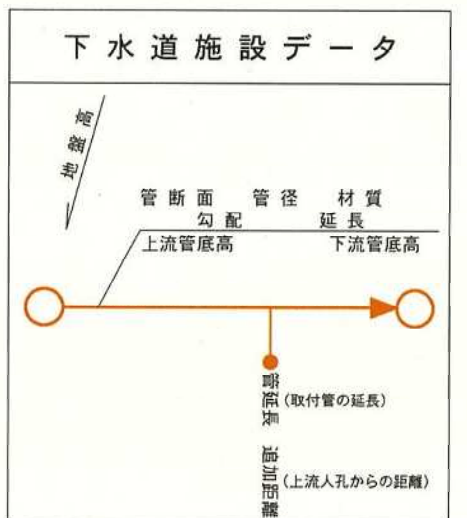 下水道施設データ
地盤高
管断面 管径 材質
勾配 延長
上流管底高 下流管底高
管延長 (取付管の延長)
追加距離 (上流人孔からの距離)